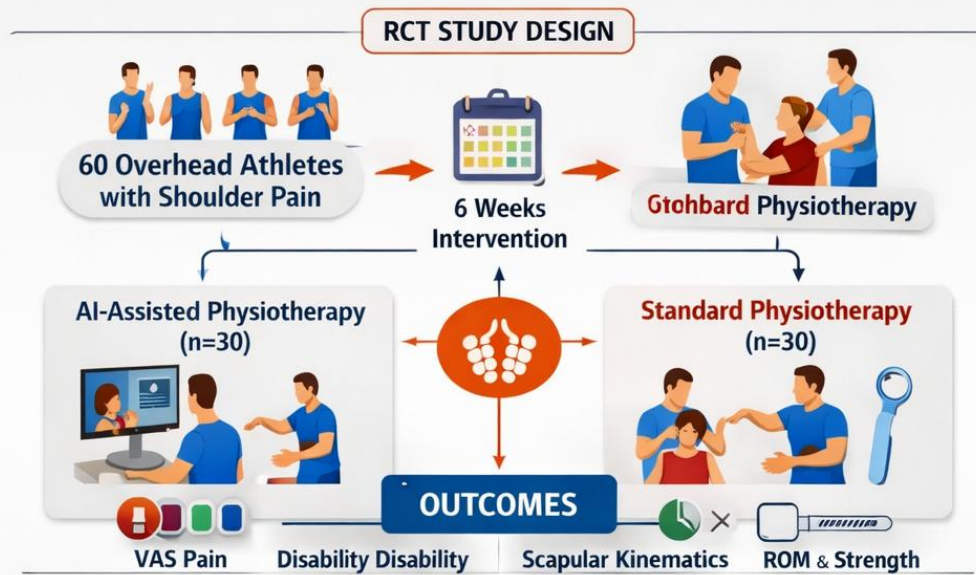 RCT STUDY DESIGN
60 Overhead Athletes
with Shoulder Pain
6 Weeks
Intervention
Gtohbard Physiotherapy
AI-Assisted Physiotherapy
(n=30)
Standard Physiotherapy
(n=30)
OUTCOMES
VAS Pain
Disability Disability
Scapular Kinematics
ROM & Strength